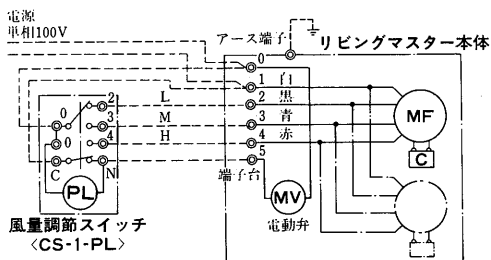 電源
単相100V
アース端子
リビングマスター本体
0
1 白
2 黒
3 青
4 赤
5
端子台
L
M
H
0
0
2
3
4
C
N
PL
MF
C
MV
電動弁
風量調節スイッチ
〈CS-1-PL〉